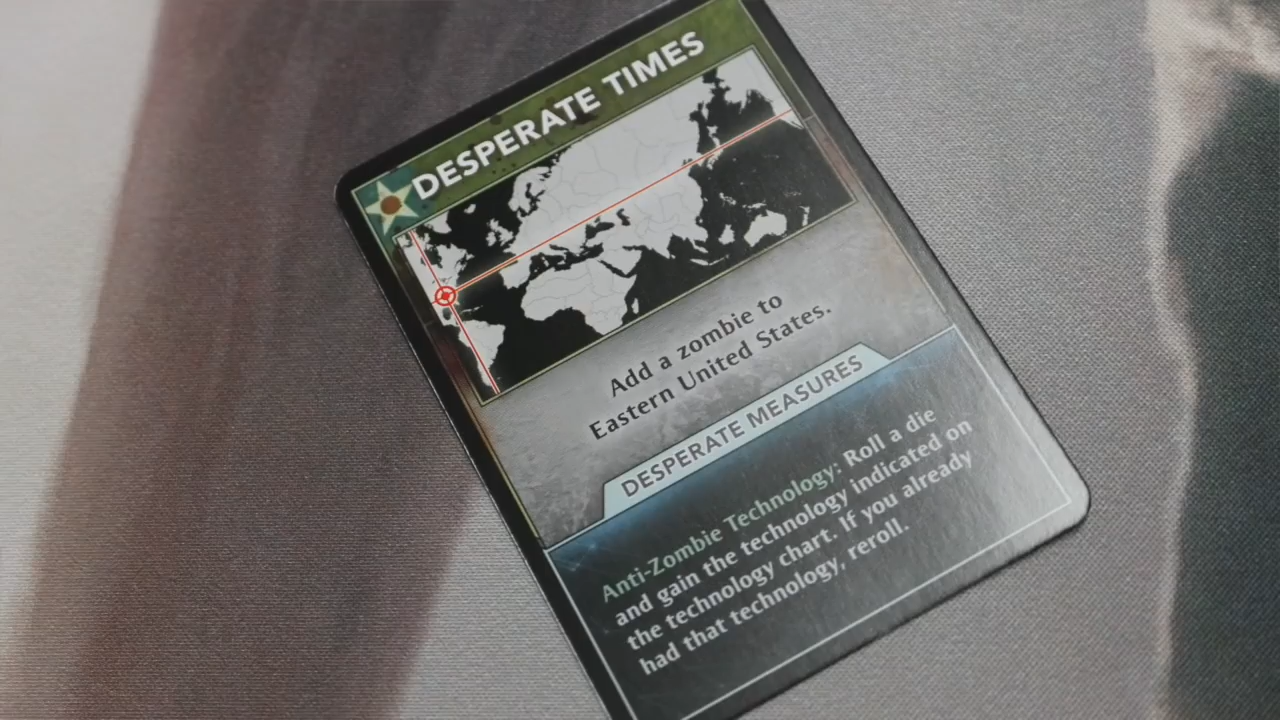 DESPERATE TIMES
Add a zombie to
Eastern United States.
DESPERATE MEASURES
Anti-Zombie Technology: Roll a die
and gain the technology indicated on
the technology chart. If you already
had that technology, reroll.